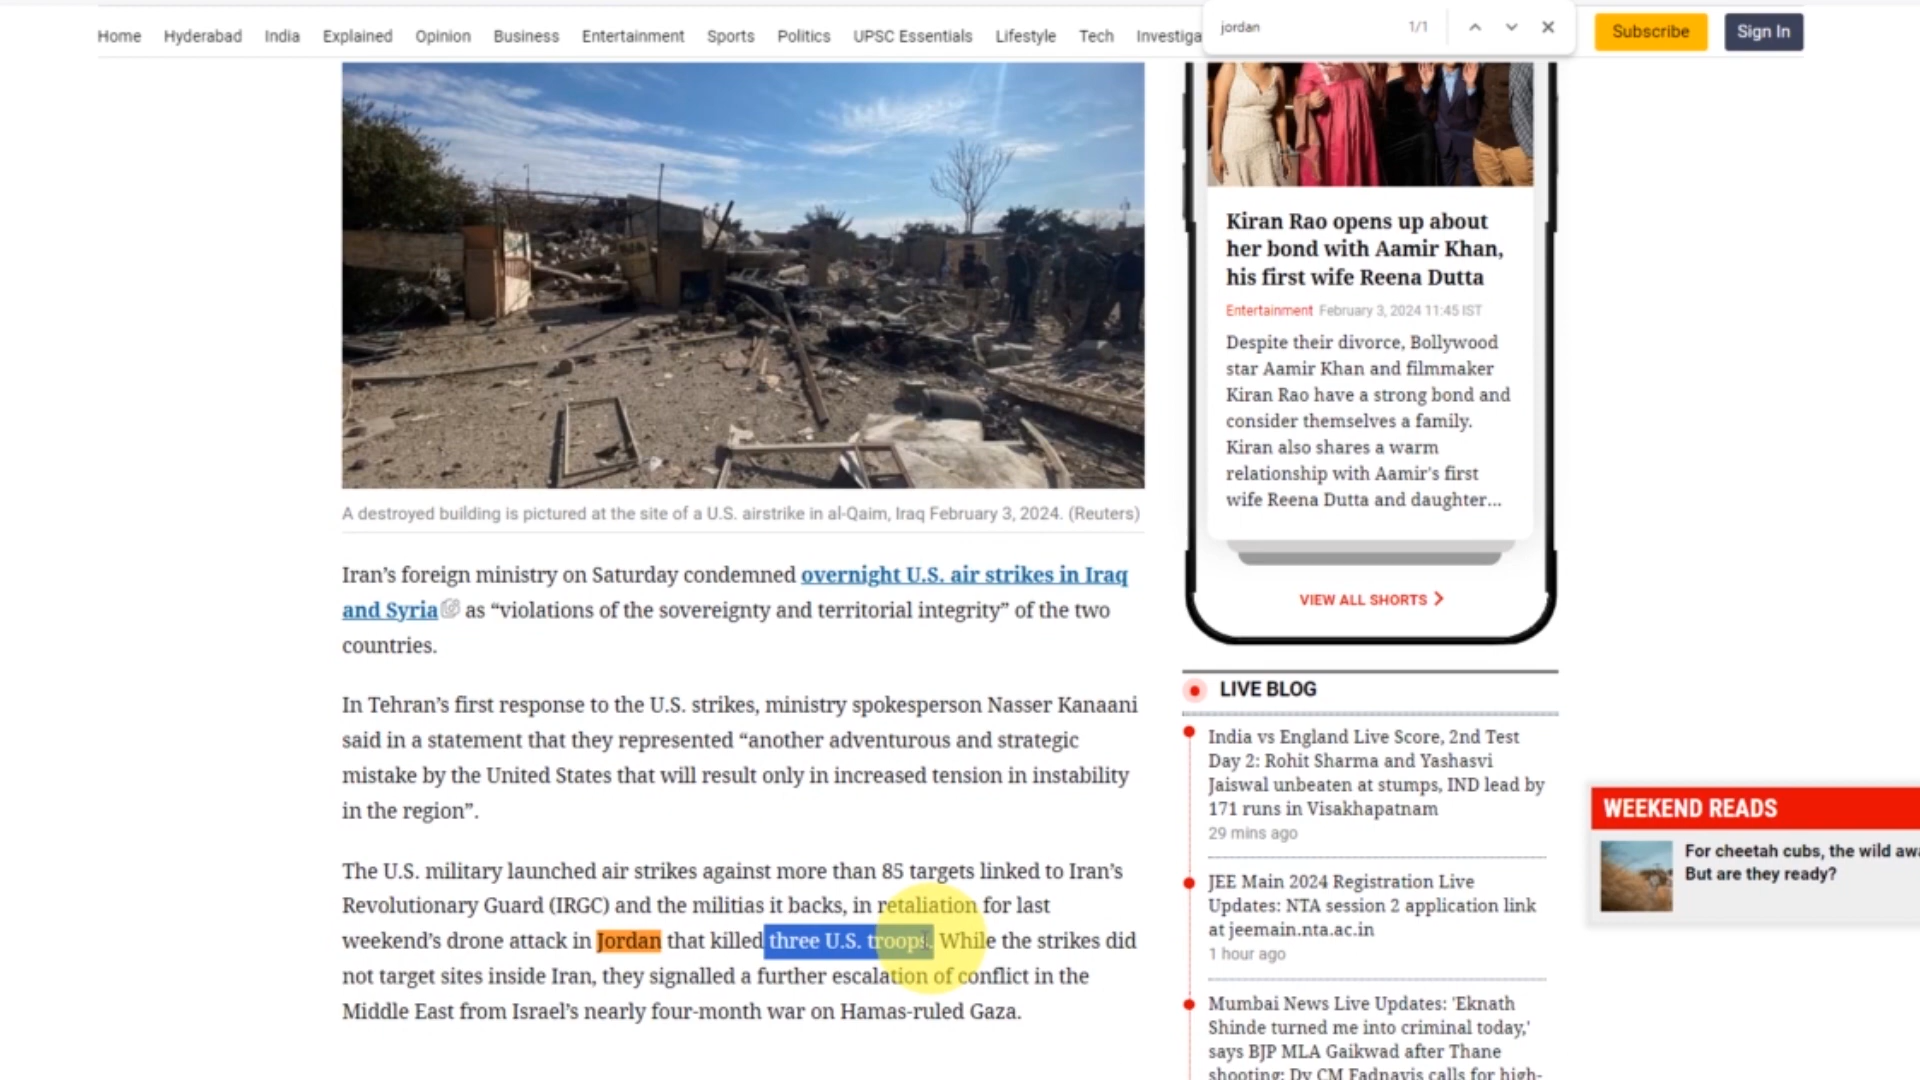 Home Hyderabad India Explained Opinion Business Entertainment Sports Politics UPSC Essentials Lifestyle Tech Investiga
jordan 1/1
Subscribe
Sign In
A destroyed building is pictured at the site of a U.S. airstrike in al-Qaim, Iraq February 3, 2024. (Reuters)
Iran’s foreign ministry on Saturday condemned overnight U.S. air strikes in Iraq
and Syria as “violations of the sovereignty and territorial integrity” of the two
countries.
In Tehran’s first response to the U.S. strikes, ministry spokesperson Nasser Kanaani
said in a statement that they represented “another adventurous and strategic
mistake by the United States that will result only in increased tension in instability
in the region”.
The U.S. military launched air strikes against more than 85 targets linked to Iran’s
Revolutionary Guard (IRGC) and the militias it backs, in retaliation for last
weekend’s drone attack in Jordan that killed three U.S. troops. While the strikes did
not target sites inside Iran, they signalled a further escalation of conflict in the
Middle East from Israel’s nearly four-month war on Hamas-ruled Gaza.
Kiran Rao opens up about
her bond with Aamir Khan,
his first wife Reena Dutta
Entertainment February 3, 2024 11:45 IST
Despite their divorce, Bollywood
star Aamir Khan and filmmaker
Kiran Rao have a strong bond and
consider themselves a family.
Kiran also shares a warm
relationship with Aamir's first
wife Reena Dutta and daughter...
VIEW ALL SHORTS
LIVE BLOG
India vs England Live Score, 2nd Test
Day 2: Rohit Sharma and Yashasvi
Jaiswal unbeaten at stumps, IND lead by
171 runs in Visakhapatnam
29 mins ago
JEE Main 2024 Registration Live
Updates: NTA session 2 application link
at jeemain.nta.ac.in
1 hour ago
Mumbai News Live Updates: 'Eknath
Shinde turned me into criminal today,'
says BJP MLA Gaikwad after Thane
shooting; Dy CM Fadnavis calls for high-
WEEKEND READS
For cheetah cubs, the wild awa
But are they ready?